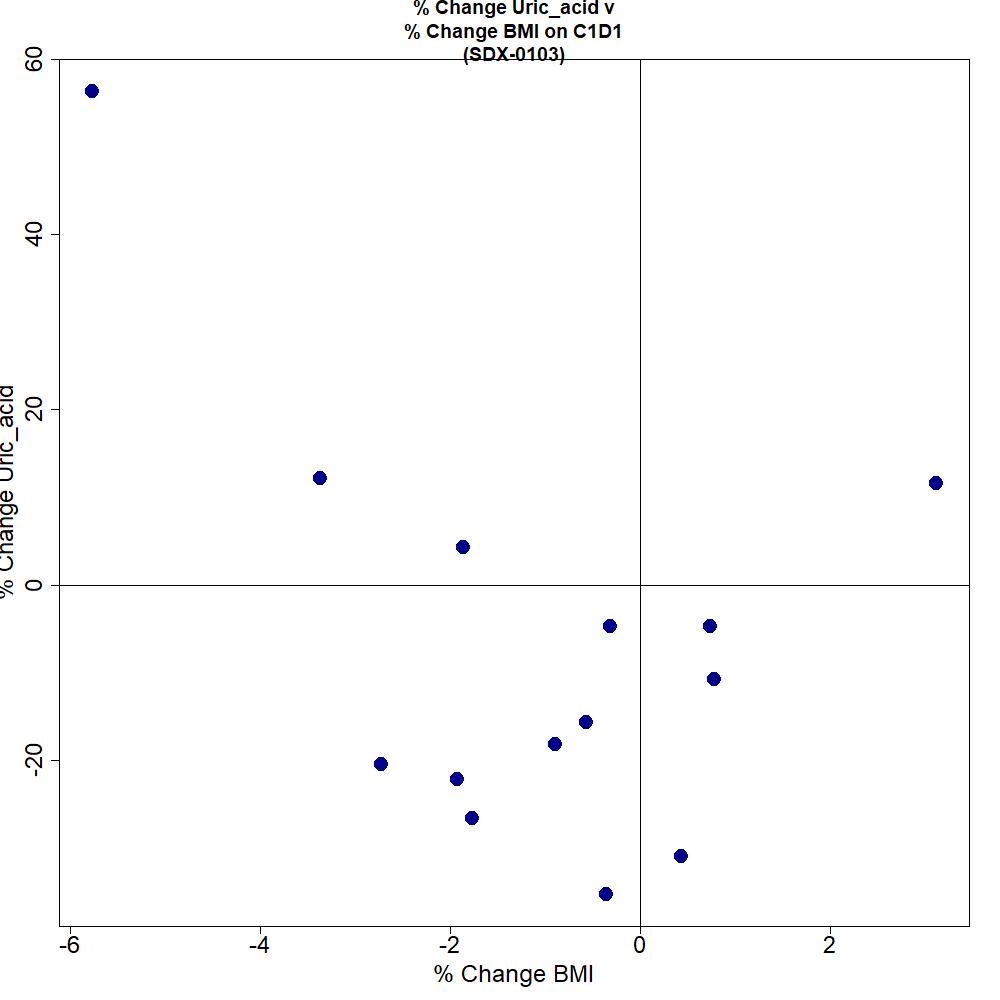 % Change Uric_acid v
% Change BMI on C1D1
(SDX-0103)
60
40
20
0
-20
% Change Uric_acid
-6
-4
-2
0
2
% Change BMI